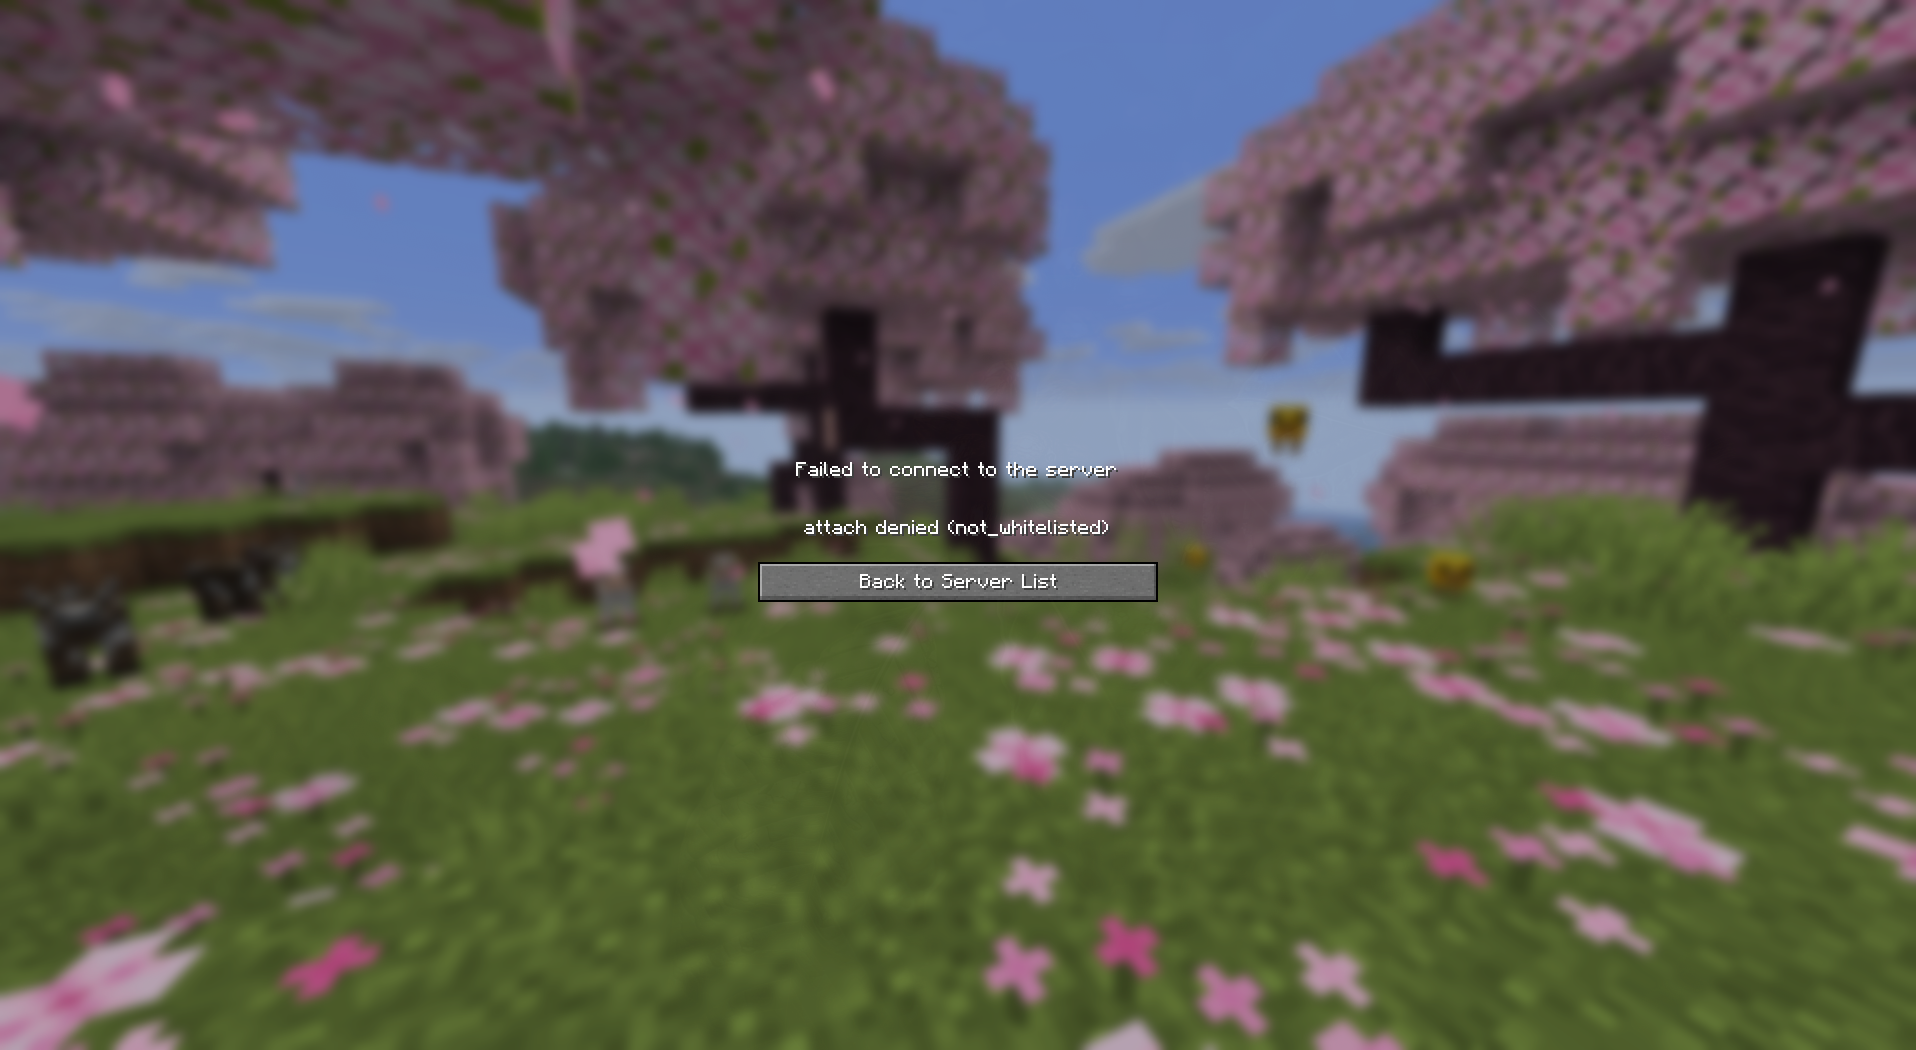 Failed to connect to the server
attach denied (not_whitelisted)
Back to Server List